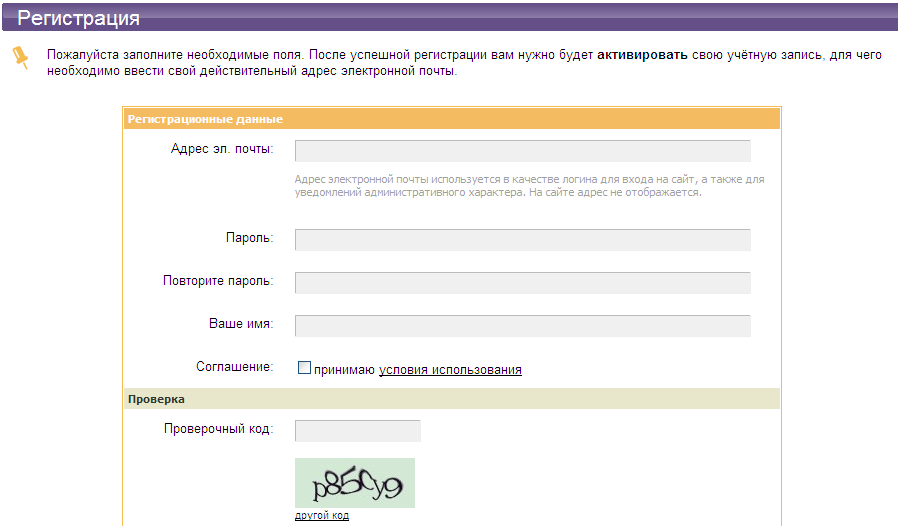 Регистрация
Пожалуйста заполните необходимые поля. После успешной регистрации вам нужно будет активировать свою учётную запись, для чего
необходимо ввести свой действительный адрес электронной почты.
Регистрационные данные
Адрес эл. почты:
Адрес электронной почты используется в качестве логина для входа на сайт, а также для
уведомлений административного характера. На сайте адрес не отображается.
Пароль:
Повторите пароль:
Ваше имя:
Соглашение: принимаю условия использования
Проверка
Проверочный код:
p850y9
другой код